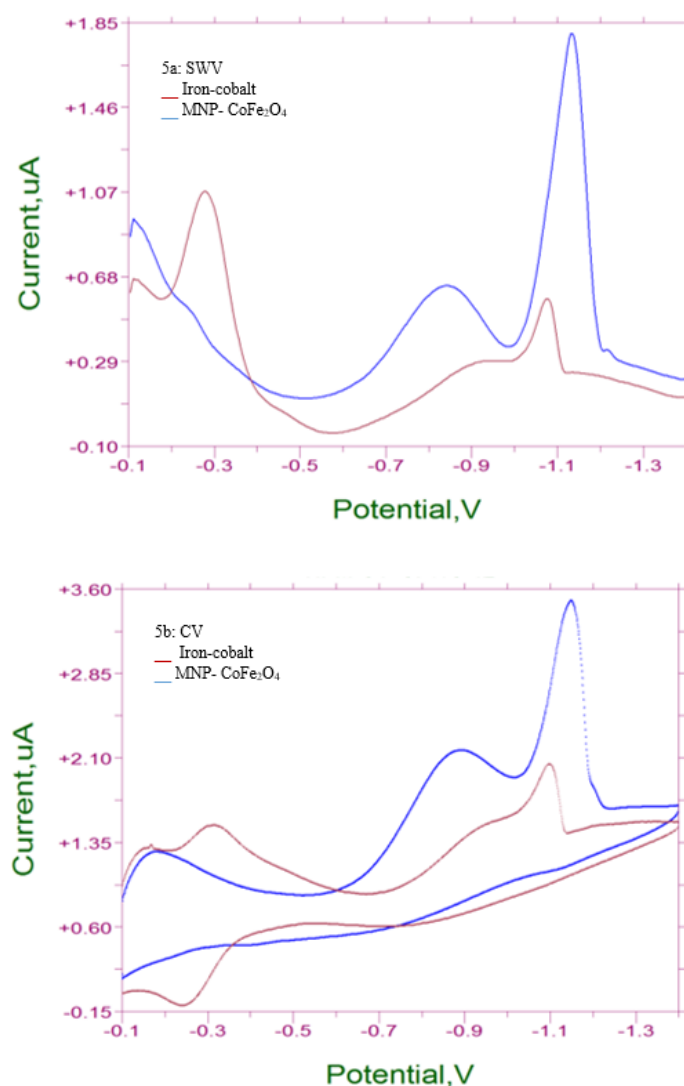 +1.85
5a: SWV
Iron-cobalt
MNP- CoFe₂O₄
+1.46
+1.07
+0.68
+0.29
-0.10
Current,uA
-0.1 -0.3 -0.5 -0.7 -0.9 -1.1 -1.3
Potential,V
+3.60
5b: CV
Iron-cobalt
MNP- CoFe₂O₄
+2.85
+2.10
+1.35
+0.60
-0.15
Current,uA
-0.1 -0.3 -0.5 -0.7 -0.9 -1.1 -1.3
Potential,V